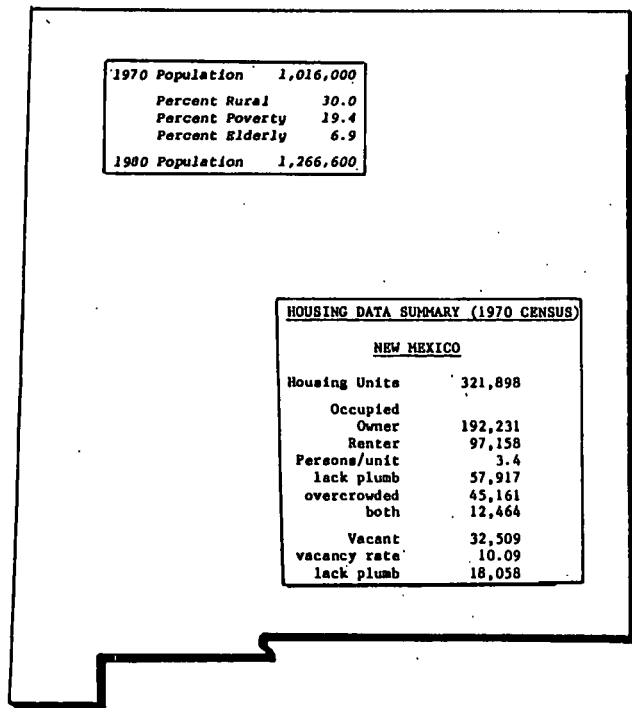 1970 Population 1,016,000
Percent Rural 30.0
Percent Poverty 19.4
Percent Elderly 6.9
1980 Population 1,266,600
HOUSING DATA SUMMARY (1970 CENSUS)
NEW MEXICO
Housing Units 321,898
Occupied
Owner 192,231
Renter 97,158
Persons/unit 3.4
lack plumb 57,917
overcrowded 45,161
both 12,464
Vacant 32,509
vacancy rate 10.09
lack plumb 18,058